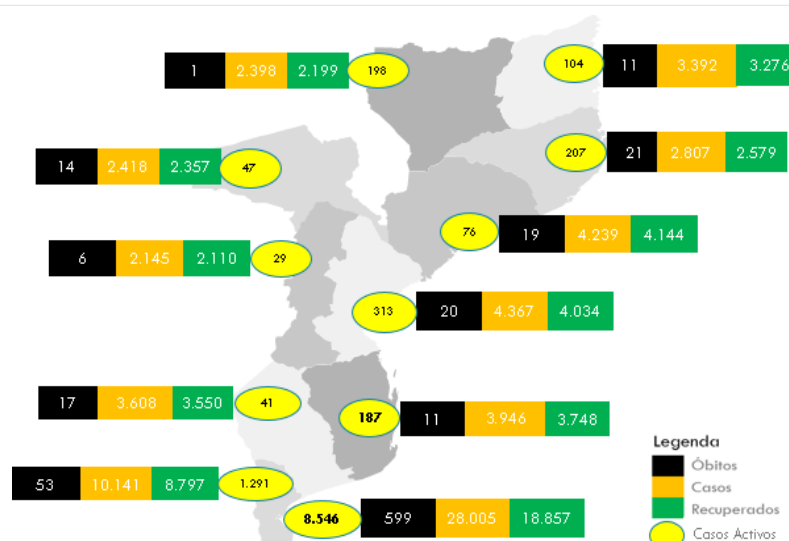 1 2.398 2.199 198
104 11 3.392 3.276
14 2.418 2.357 47
207 21 2.807 2.579
76 19 4.239 4.144
6 2.145 2.110 29
313 20 4.367 4.034
17 3.608 3.550 41
187 11 3.946 3.748
53 10.141 8.797 1.291
8.546 599 28.005 18.857
Legenda
Óbitos
Casos
Recuperados
Casos Activos